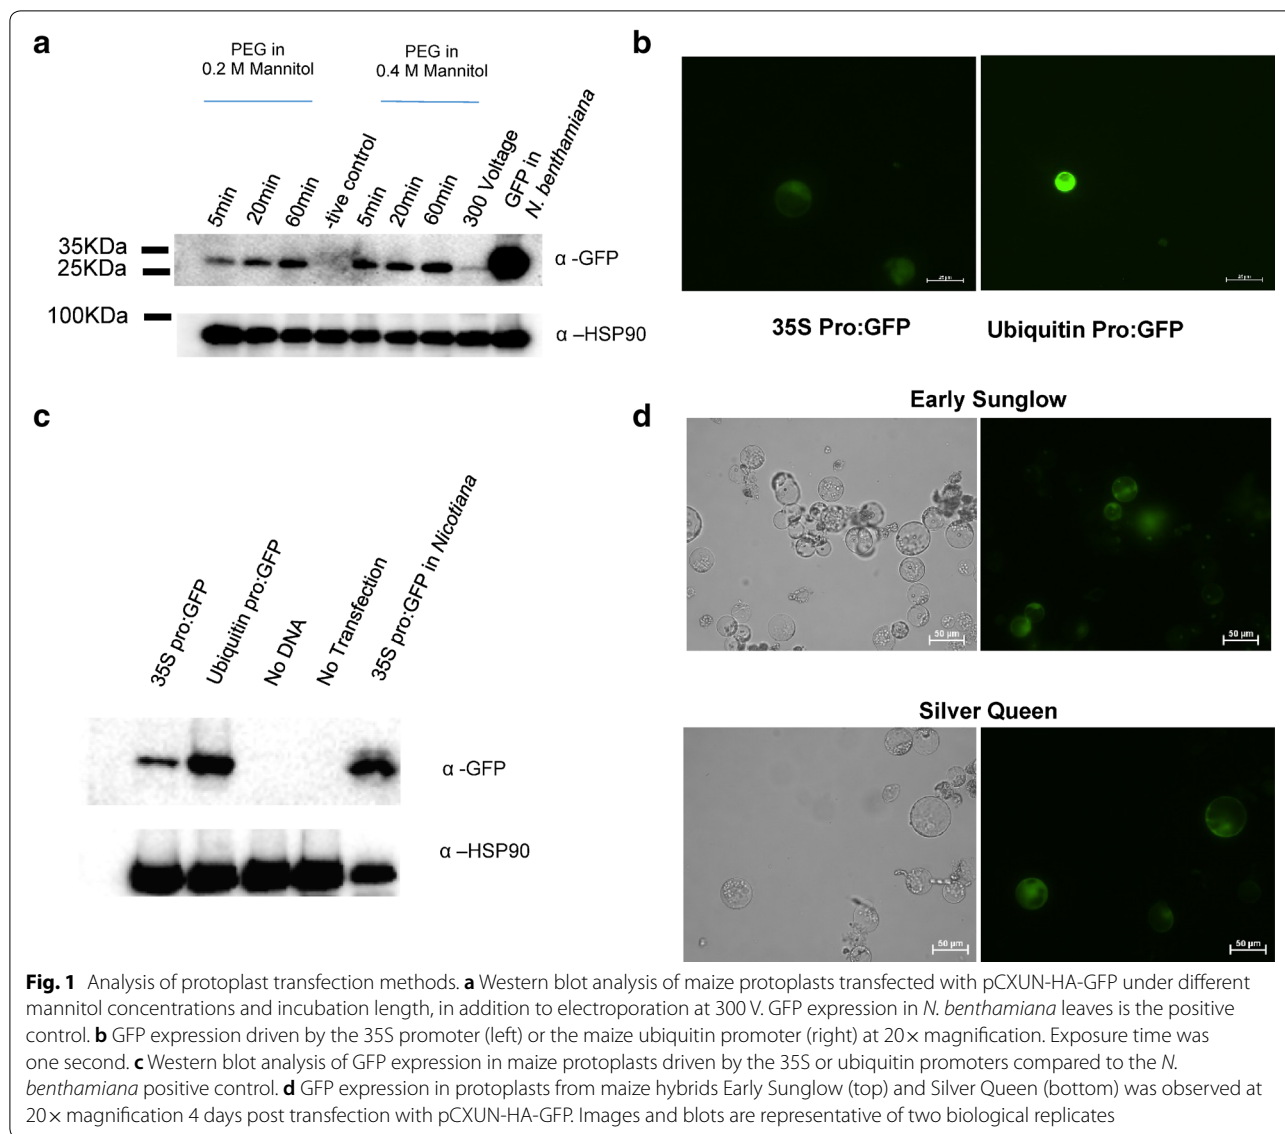 a
PEG in
0.2 M Mannitol
PEG in
0.4 M Mannitol
5min
20min
60min
-tive control
5min
20min
60min
300 Voltage
GFP in
N. benthamiana
35KDa
25KDa
α -GFP
100KDa
α –HSP90
b
35S Pro:GFP
Ubiquitin Pro:GFP
c
35S pro:GFP
Ubiquitin pro:GFP
No DNA
No Transfection
35S pro:GFP in Nicotiana
α -GFP
α –HSP90
d
Early Sunglow
50 µm
50 µm
Silver Queen
50 µm
50 µm
Fig. 1 Analysis of protoplast transfection methods. a Western blot analysis of maize protoplasts transfected with pCXUN-HA-GFP under different
mannitol concentrations and incubation length, in addition to electroporation at 300 V. GFP expression in N. benthamiana leaves is the positive
control. b GFP expression driven by the 35S promoter (left) or the maize ubiquitin promoter (right) at 20× magnification. Exposure time was
one second. c Western blot analysis of GFP expression in maize protoplasts driven by the 35S or ubiquitin promoters compared to the N.
benthamiana positive control. d GFP expression in protoplasts from maize hybrids Early Sunglow (top) and Silver Queen (bottom) was observed at
20× magnification 4 days post transfection with pCXUN-HA-GFP. Images and blots are representative of two biological replicates